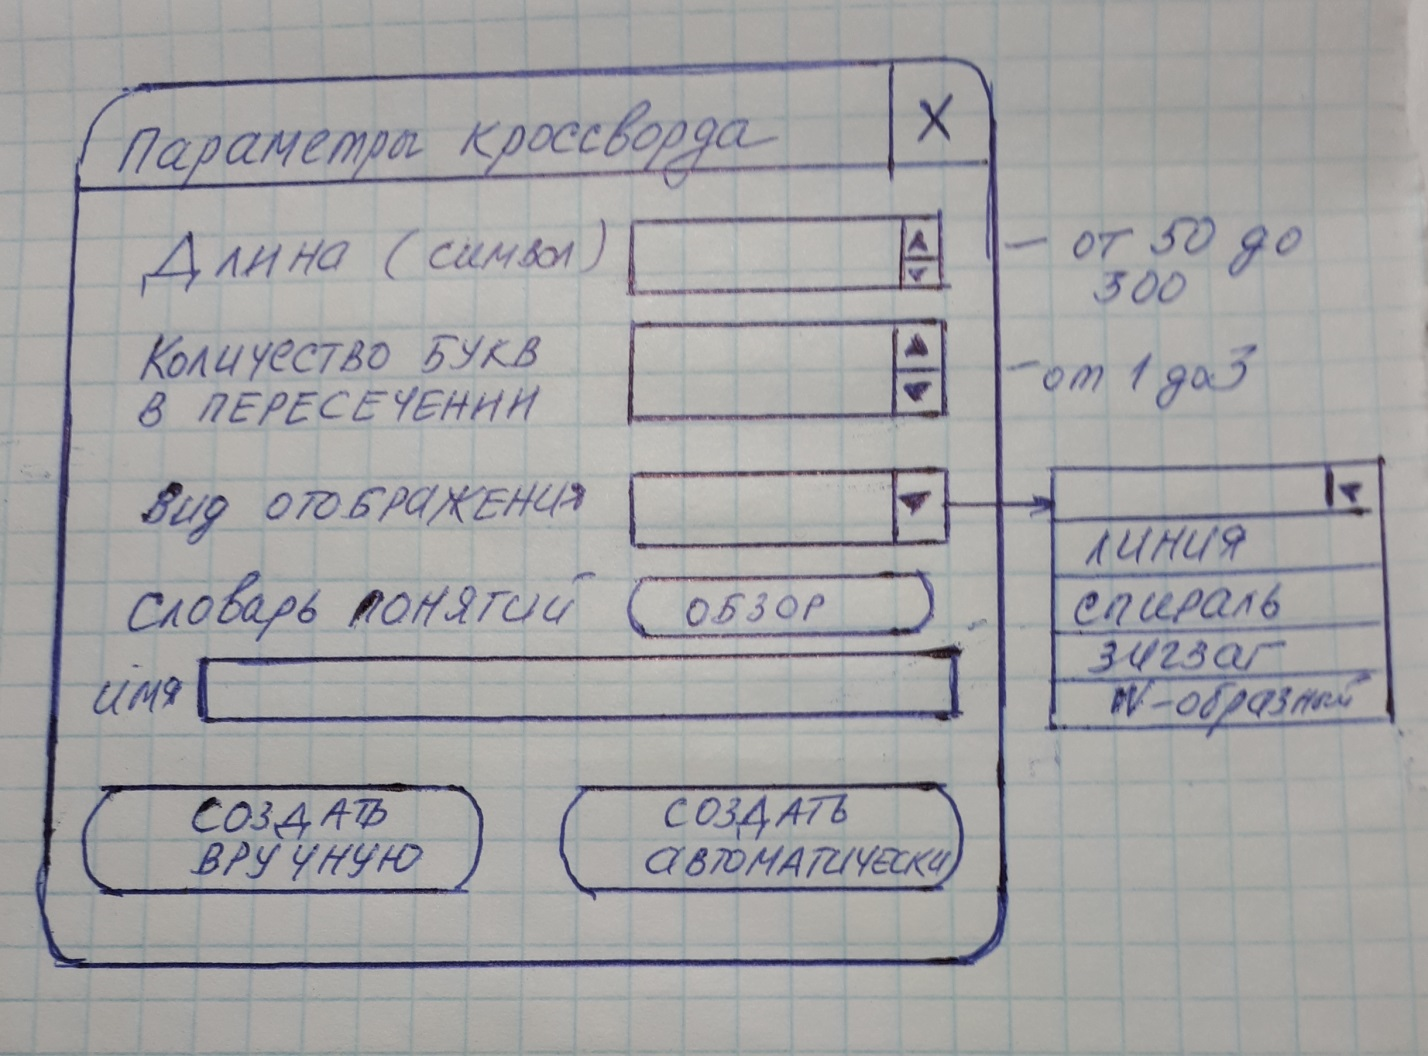 Параметры кроссворда X
Длина (символ)
– от 50 до
300
Количество БУКВ
В ПЕРЕСЕЧЕНИИ
– от 1 до 3
Вид ОТОБРАЖЕНИЯ
ЛИНИЯ
СПИРАЛЬ
ЗИГЗАГ
W-образный
Словарь ПОНЯТИЙ
ОБЗОР
имя
СОЗДАТЬ
ВРУЧНУЮ
СОЗДАТЬ
АВТОМАТИЧЕСКИ